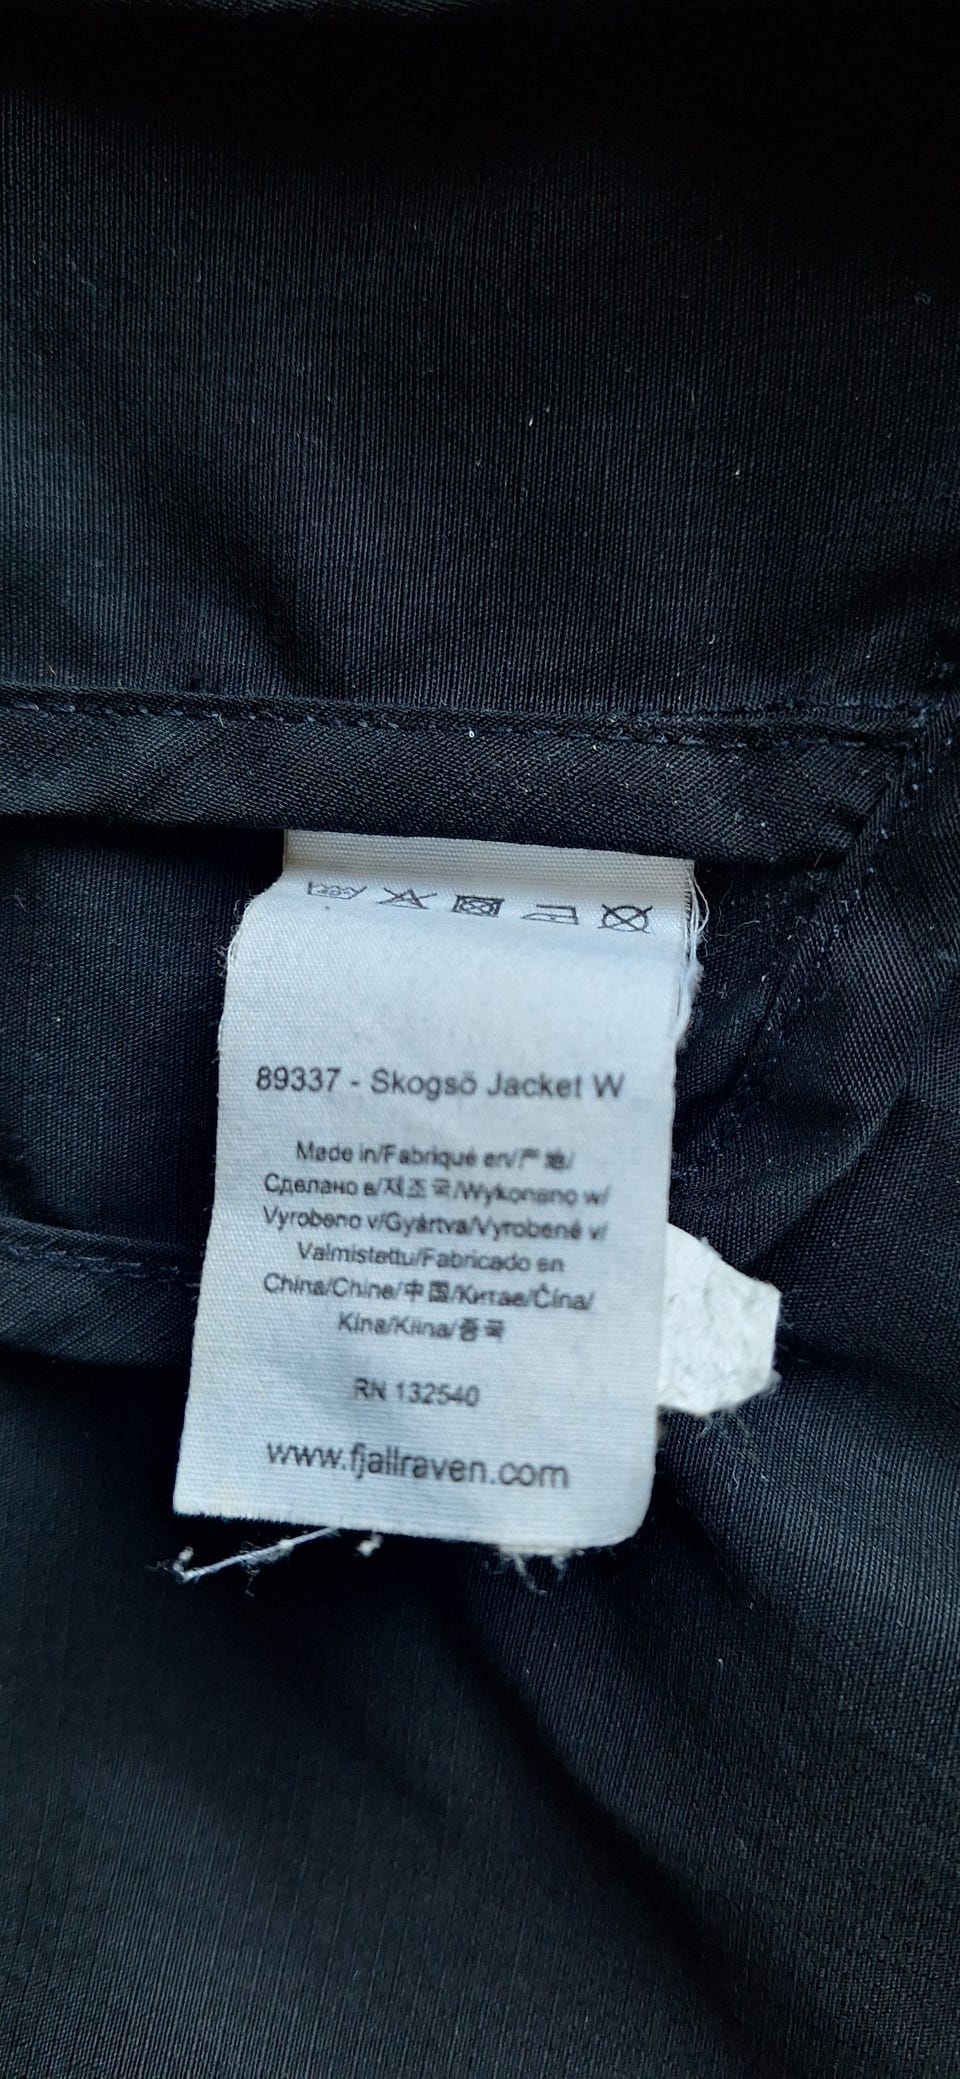 89337 - Skogsö Jacket W
Made in/Fabriqué en/产地/
Сделано в/제조국/Wykonano w/
Vyrobeno v/Gyártva/Vyrobené v/
Valmistettu/Fabricado en
China/Chine/中国/Китае/Čína/
Kína/Kiina/중국
RN 132540
www.fjallraven.com